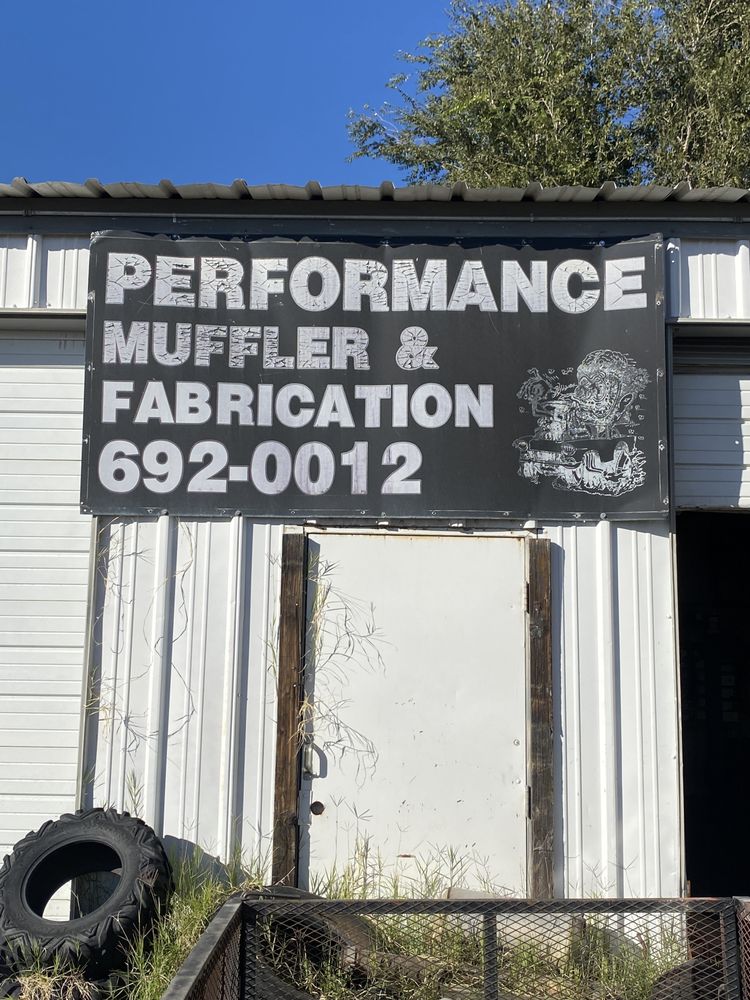 PERFORMANCE
MUFFLER &
FABRICATION
692-0012